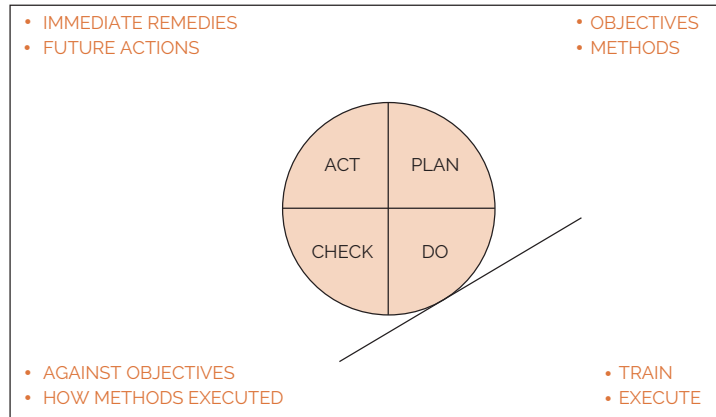 • IMMEDIATE REMEDIES
• FUTURE ACTIONS
• OBJECTIVES
• METHODS
ACT
PLAN
CHECK
DO
• AGAINST OBJECTIVES
• HOW METHODS EXECUTED
• TRAIN
• EXECUTE